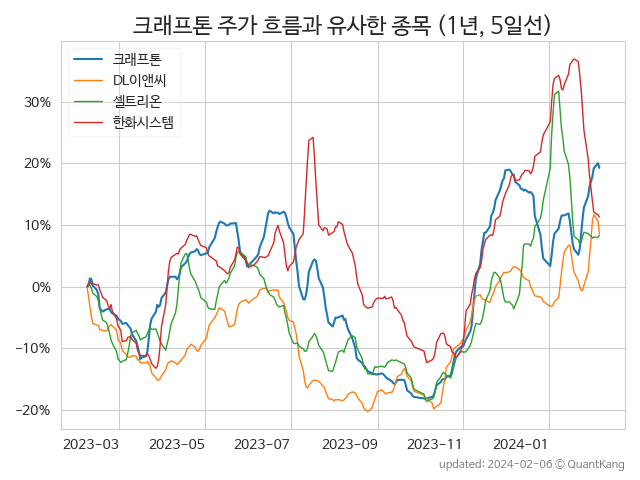 크래프톤 주가 흐름과 유사한 종목 (1년, 5일선)
크래프톤
DL이앤씨
셀트리온
한화시스템
30%
20%
10%
0%
−10%
−20%
2023-03 2023-05 2023-07 2023-09 2023-11 2024-01
updated: 2024-02-06 © QuantKang